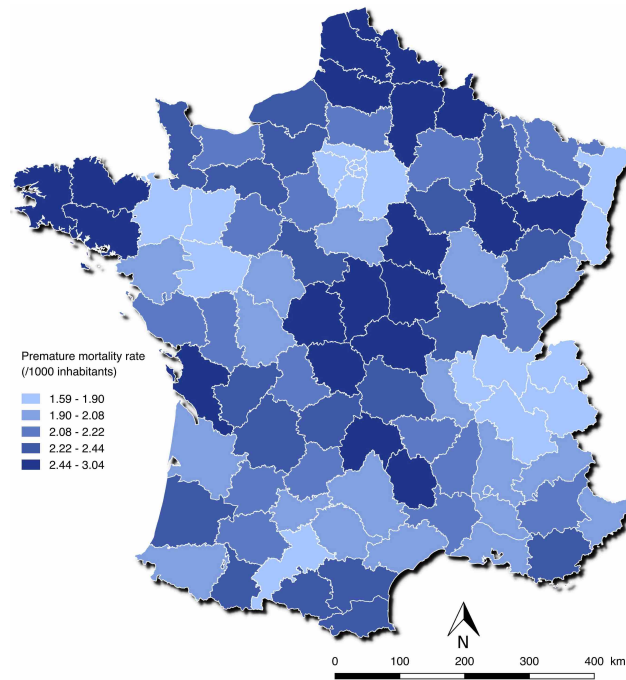 Premature mortality rate
(/1000 inhabitants)
1.59 - 1.90
1.90 - 2.08
2.08 - 2.22
2.22 - 2.44
2.44 - 3.04
N
0 100 200 300 400 km